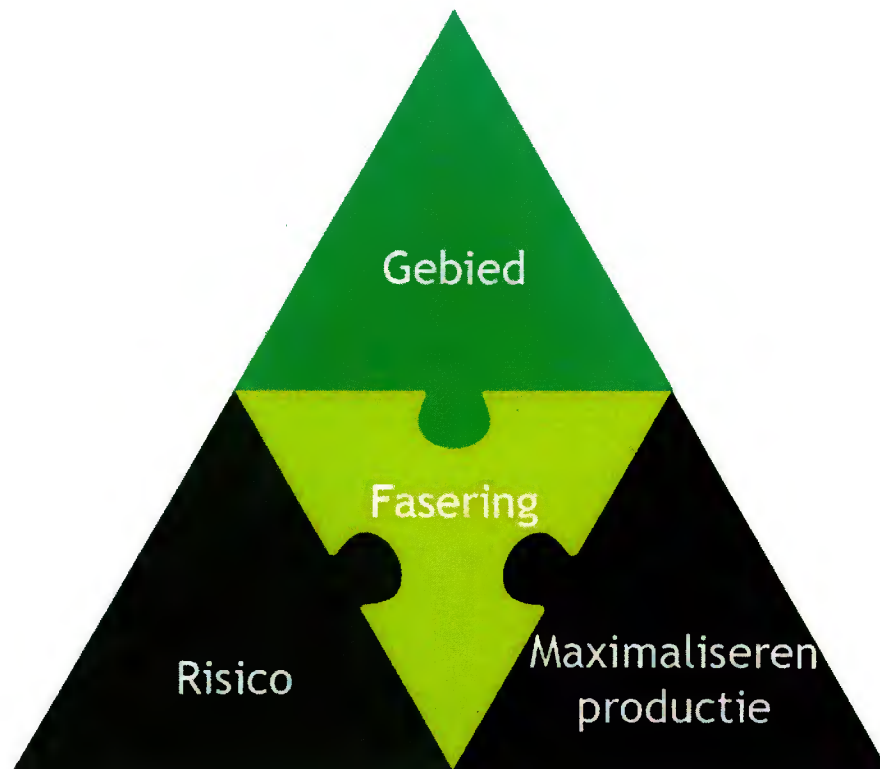 Gebied
Fasering
Risico
Maximaliseren
productie